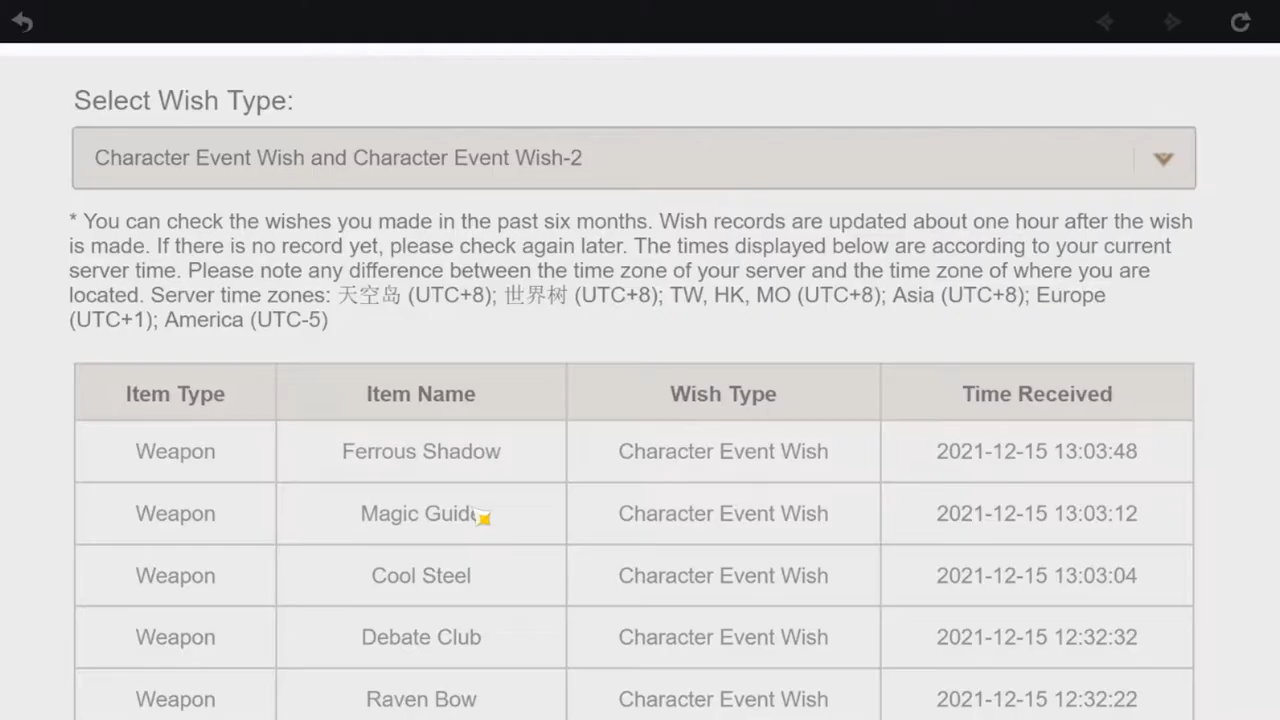 Select Wish Type:
Character Event Wish and Character Event Wish-2
* You can check the wishes you made in the past six months. Wish records are updated about one hour after the wish
is made. If there is no record yet, please check again later. The times displayed below are according to your current
server time. Please note any difference between the time zone of your server and the time zone of where you are
located. Server time zones: 天空岛 (UTC+8); 世界树 (UTC+8); TW, HK, MO (UTC+8); Asia (UTC+8); Europe
(UTC+1); America (UTC-5)
Item Type Item Name Wish Type Time Received
Weapon Ferrous Shadow Character Event Wish 2021-12-15 13:03:48
Weapon Magic Guide Character Event Wish 2021-12-15 13:03:12
Weapon Cool Steel Character Event Wish 2021-12-15 13:03:04
Weapon Debate Club Character Event Wish 2021-12-15 12:32:32
Weapon Raven Bow Character Event Wish 2021-12-15 12:32:22